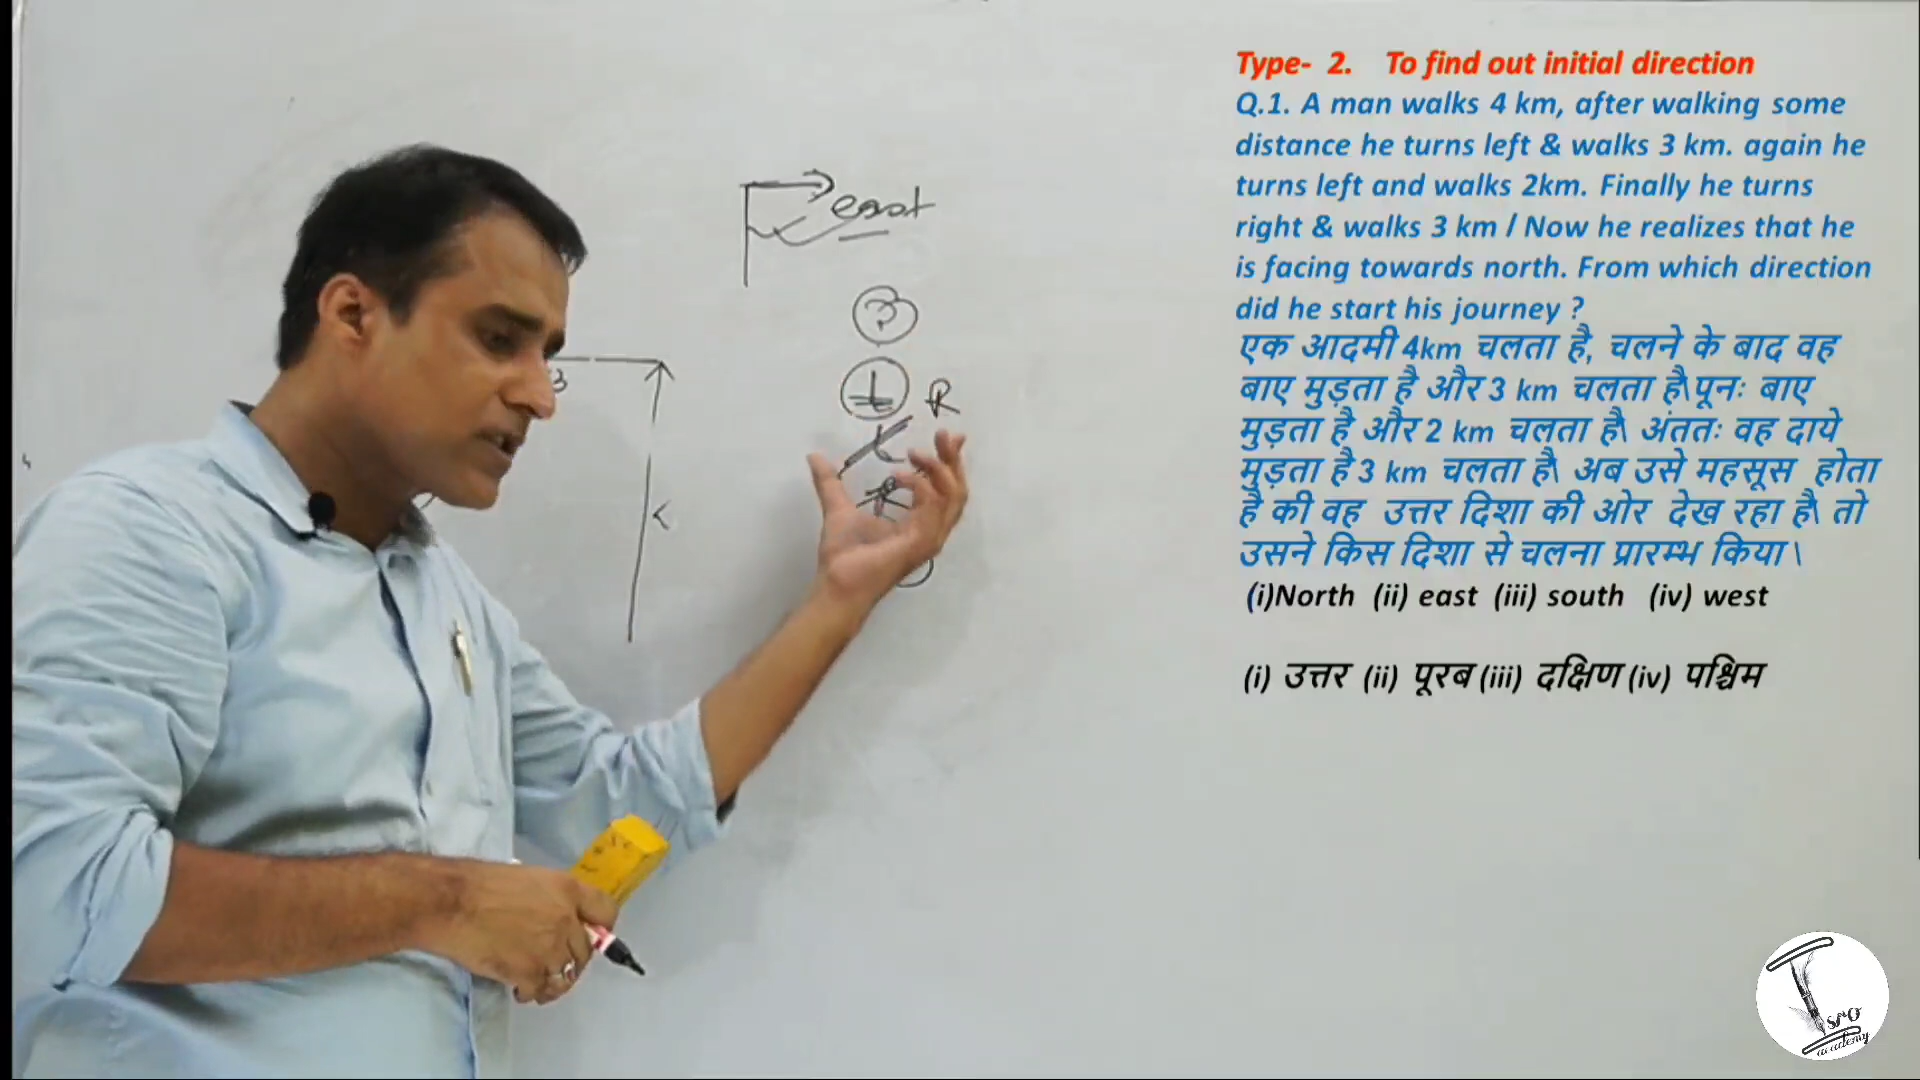 Type- 2. To find out initial direction
Q.1. A man walks 4 km, after walking some
distance he turns left & walks 3 km. again he
turns left and walks 2km. Finally he turns
right & walks 3 km / Now he realizes that he
is facing towards north. From which direction
did he start his journey ?
एक आदमी 4km चलता है, चलने के बाद वह
बाए मुड़ता है और 3 km चलता है\पूनः बाए
मुड़ता है और 2 km चलता है\ अंततः वह दाये
मुड़ता है 3 km चलता है\ अब उसे महसूस होता
है की वह उत्तर दिशा की ओर देख रहा है\ तो
उसने किस दिशा से चलना प्रारम्भ किया \
(i)North (ii) east (iii) south (iv) west
(i) उत्तर (ii) पूरब (iii) दक्षिण (iv) पश्चिम
east
?
L R
3
sro
academy